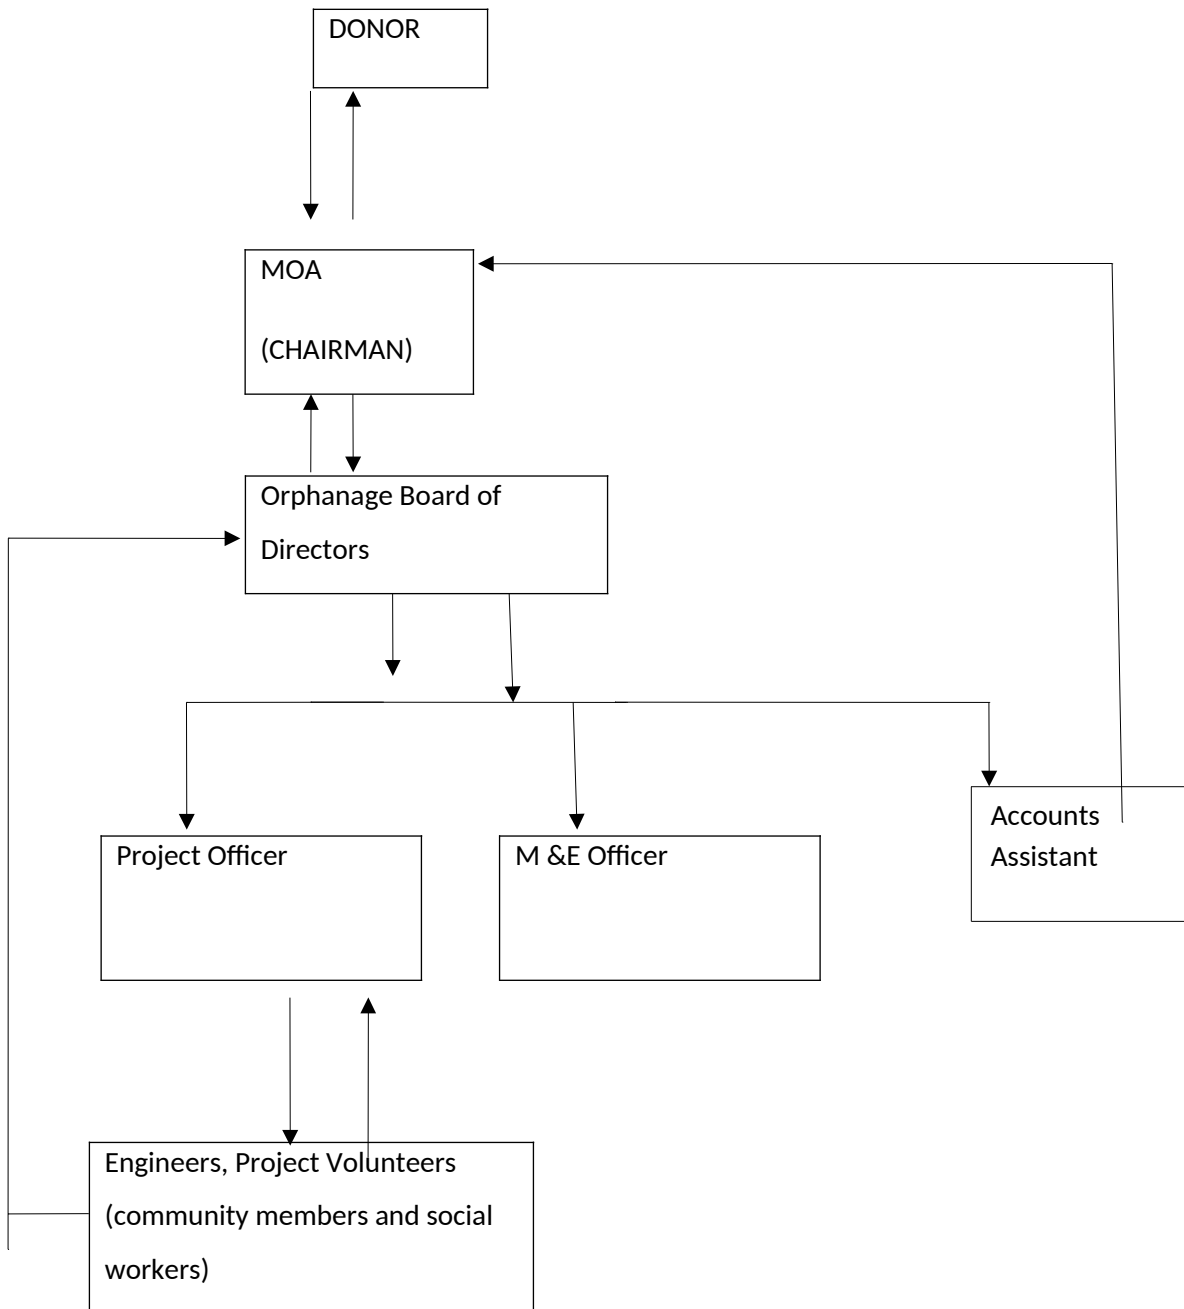 DONOR
MOA
(CHAIRMAN)
Orphanage Board of
Directors
Project Officer
M &E Officer
Accounts
Assistant
Engineers, Project Volunteers
(community members and social
workers)